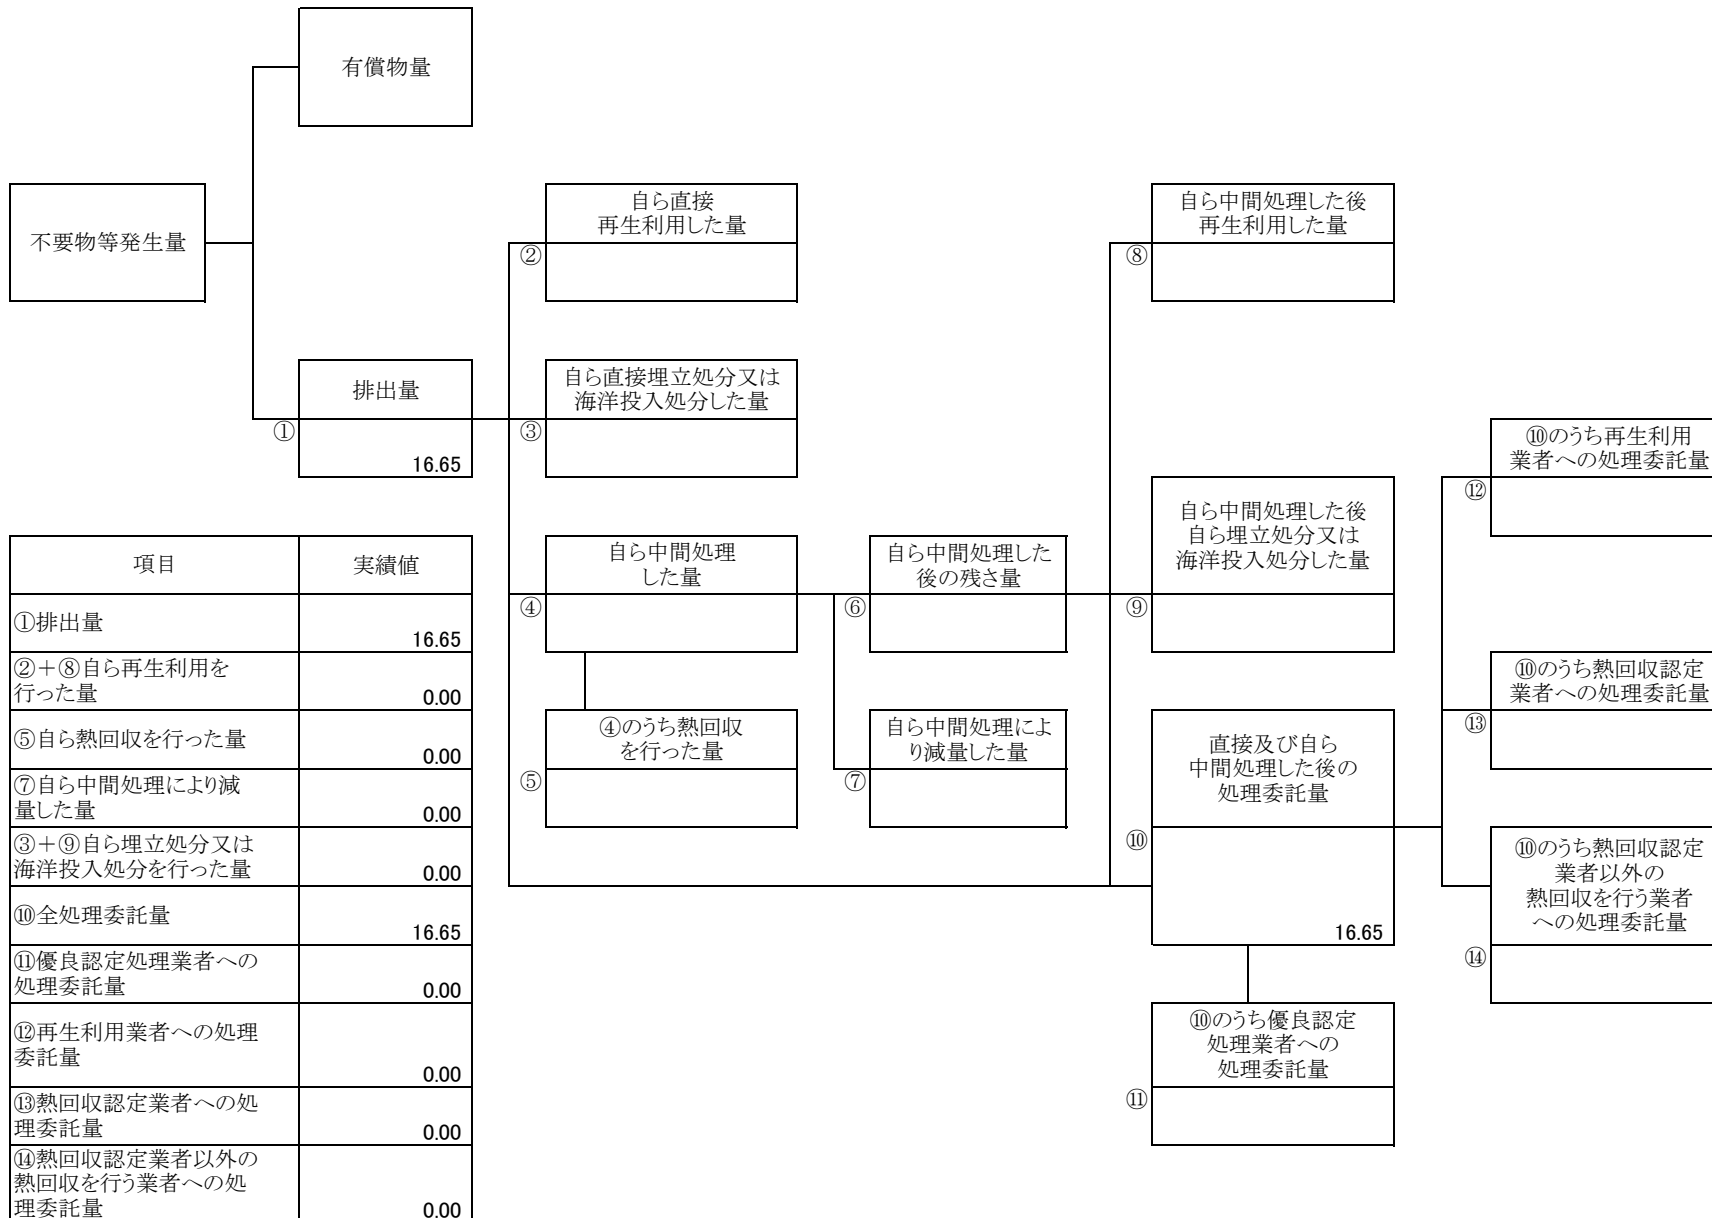 有償物量
不要物等発生量
自ら直接
再生利用した量
②
自ら中間処理した後
再生利用した量
⑧
排出量
①
16.65
自ら直接埋立処分又は
海洋投入処分した量
③
⑩のうち再生利用
業者への処理委託量
⑫
自ら中間処理した後
自ら埋立処分又は
海洋投入処分した量
⑨
自ら中間処理
した量
④
自ら中間処理した
後の残さ量
⑥
⑩のうち熱回収認定
業者への処理委託量
⑬
④のうち熱回収
を行った量
⑤
自ら中間処理によ
り減量した量
⑦
直接及び自ら
中間処理した後の
処理委託量
⑩
16.65
⑩のうち熱回収認定
業者以外の
熱回収を行う業者
への処理委託量
⑭
⑩のうち優良認定
処理業者への
処理委託量
⑪
項目 実績値
①排出量
16.65
②+⑧自ら再生利用を
行った量
0.00
⑤自ら熱回収を行った量
0.00
⑦自ら中間処理により減
量した量
0.00
③+⑨自ら埋立処分又は
海洋投入処分を行った量
0.00
⑩全処理委託量
16.65
⑪優良認定処理業者への
処理委託量
0.00
⑫再生利用業者への処理
委託量
0.00
⑬熱回収認定業者への処
理委託量
0.00
⑭熱回収認定業者以外の
熱回収を行う業者への処
理委託量
0.00